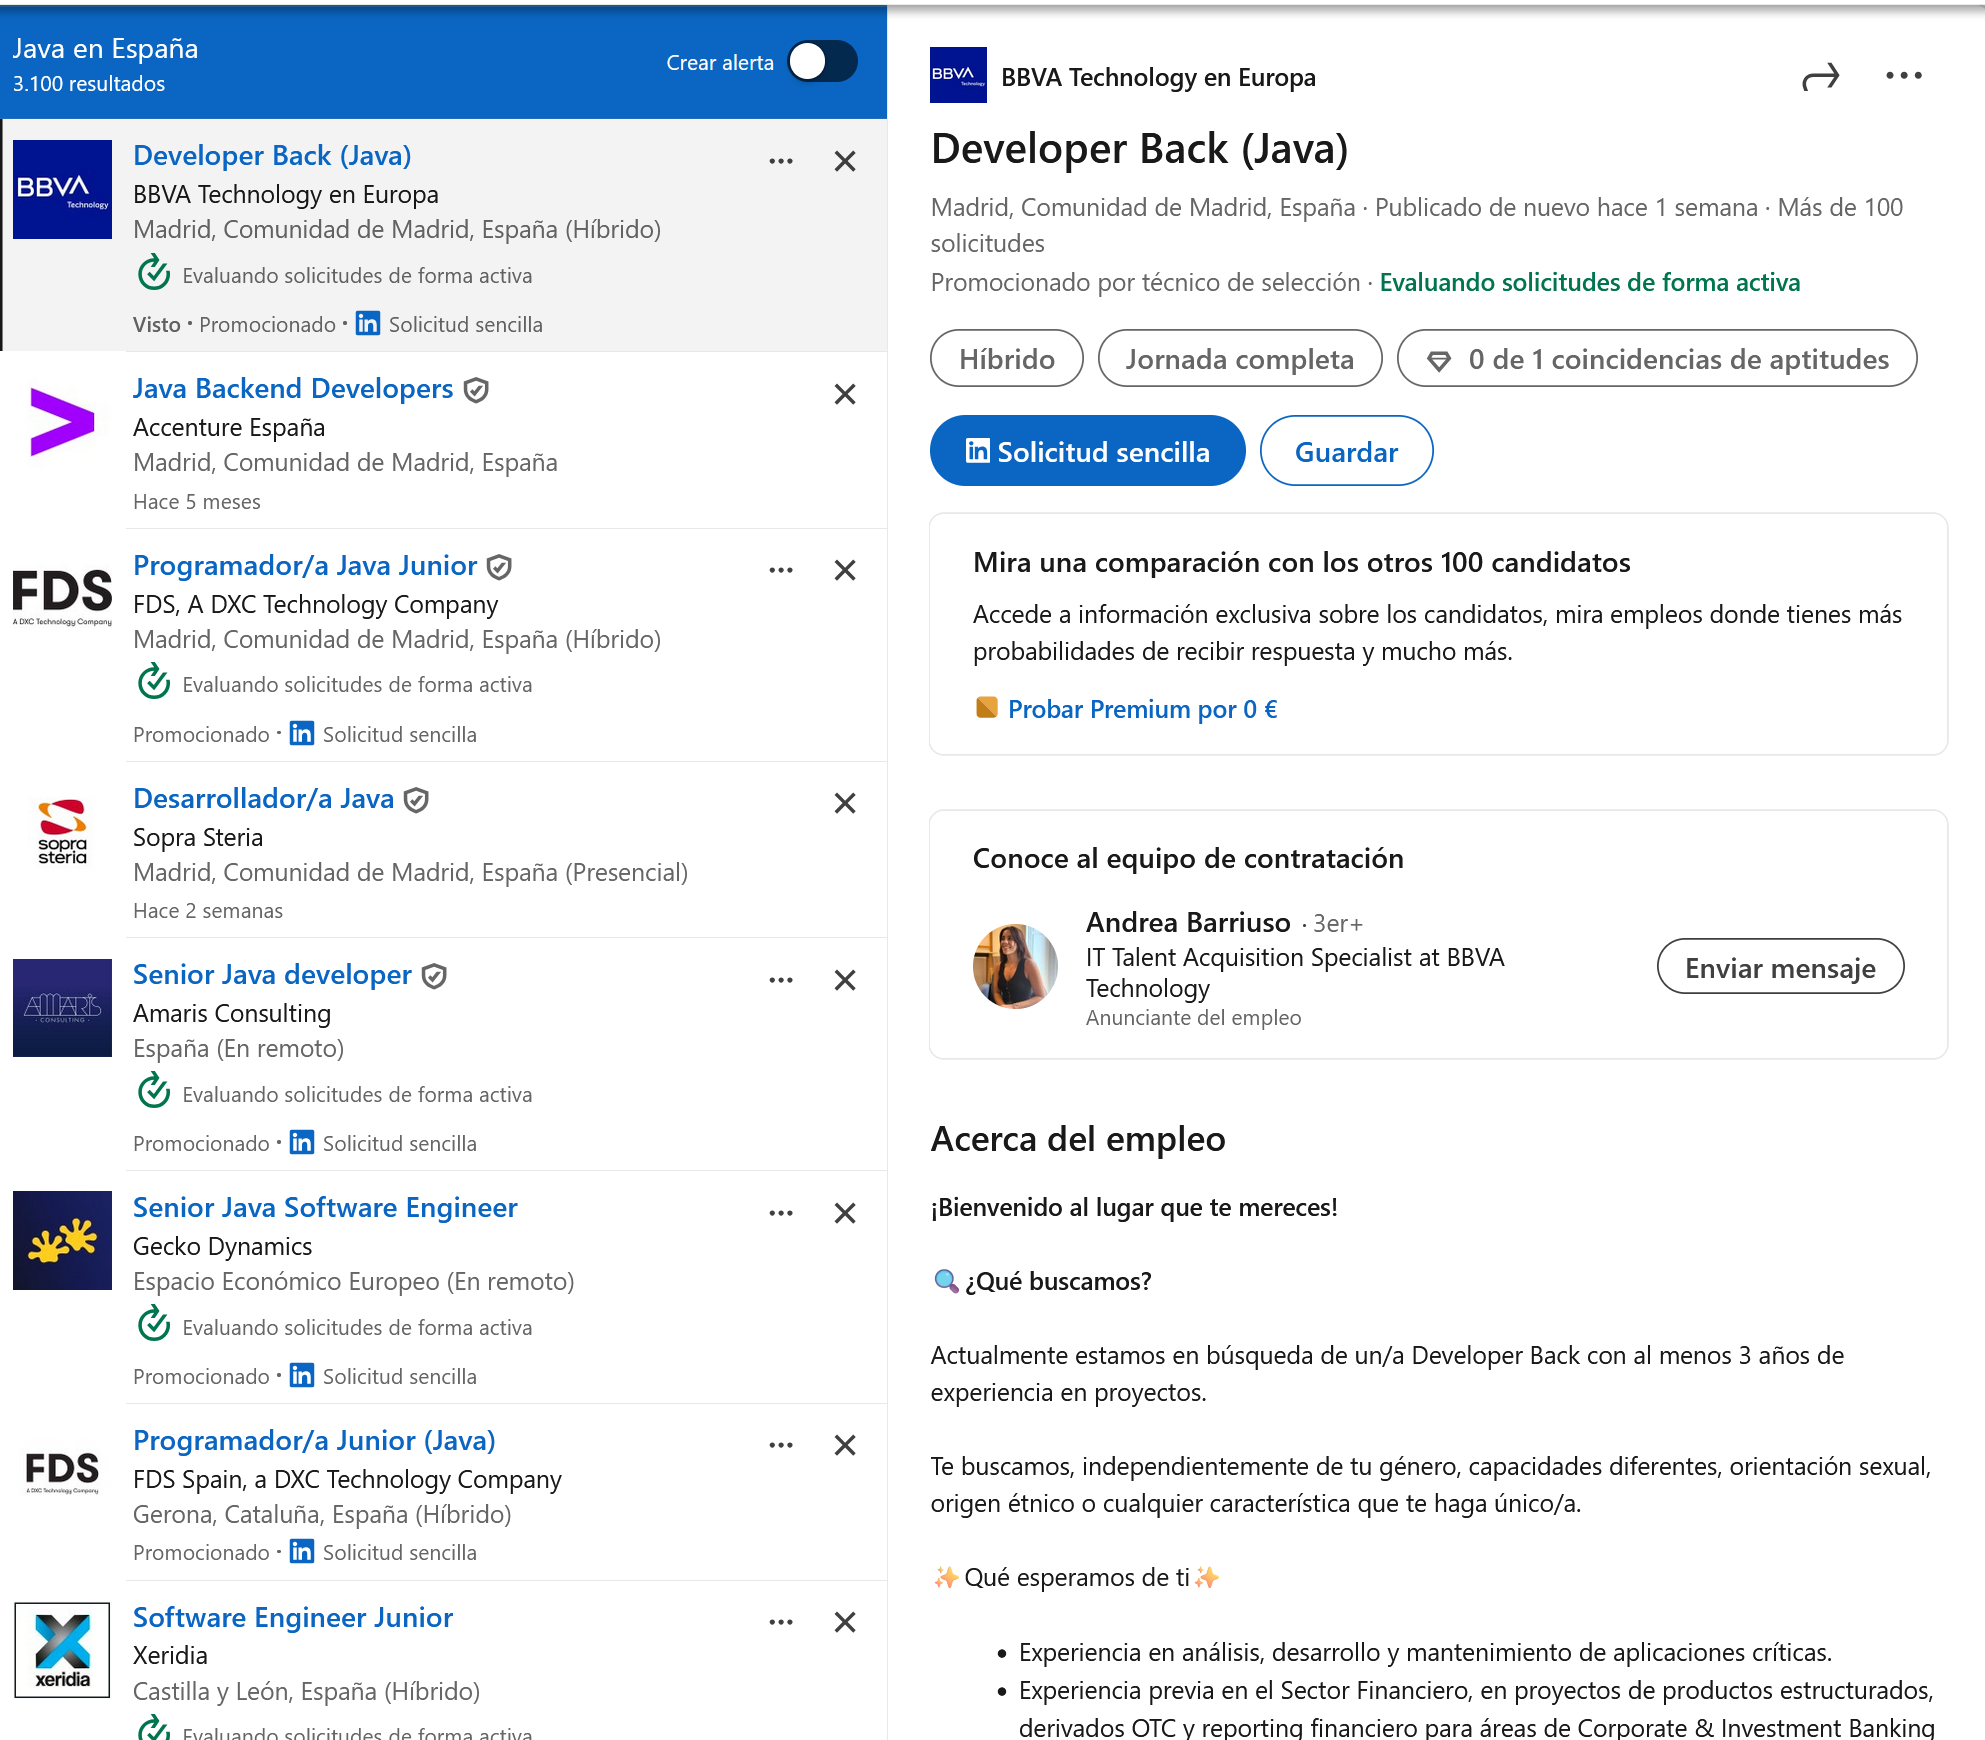 Java en España
3.100 resultados
Crear alerta
BBVA
Technology
Developer Back (Java)
BBVA Technology en Europa
Madrid, Comunidad de Madrid, España (Híbrido)
Evaluando solicitudes de forma activa
Visto · Promocionado · in Solicitud sencilla
Java Backend Developers
Accenture España
Madrid, Comunidad de Madrid, España
Hace 5 meses
FDS
A DXC Technology Company
Programador/a Java Junior
FDS, A DXC Technology Company
Madrid, Comunidad de Madrid, España (Híbrido)
Evaluando solicitudes de forma activa
Promocionado · in Solicitud sencilla
sopra
steria
Desarrollador/a Java
Sopra Steria
Madrid, Comunidad de Madrid, España (Presencial)
Hace 2 semanas
AMARIS
· CONSULTING ·
Senior Java developer
Amaris Consulting
España (En remoto)
Evaluando solicitudes de forma activa
Promocionado · in Solicitud sencilla
Senior Java Software Engineer
Gecko Dynamics
Espacio Económico Europeo (En remoto)
Evaluando solicitudes de forma activa
Promocionado · in Solicitud sencilla
FDS
A DXC Technology Company
Programador/a Junior (Java)
FDS Spain, a DXC Technology Company
Gerona, Cataluña, España (Híbrido)
Promocionado · in Solicitud sencilla
xeridia
Software Engineer Junior
Xeridia
Castilla y León, España (Híbrido)
Evaluando solicitudes de forma activa
BBVA
Technology
BBVA Technology en Europa
Developer Back (Java)
Madrid, Comunidad de Madrid, España · Publicado de nuevo hace 1 semana · Más de 100
solicitudes
Promocionado por técnico de selección · Evaluando solicitudes de forma activa
Híbrido
Jornada completa
0 de 1 coincidencias de aptitudes
in Solicitud sencilla
Guardar
Mira una comparación con los otros 100 candidatos
Accede a información exclusiva sobre los candidatos, mira empleos donde tienes más
probabilidades de recibir respuesta y mucho más.
Probar Premium por 0 €
Conoce al equipo de contratación
Andrea Barriuso · 3er+
IT Talent Acquisition Specialist at BBVA
Technology
Anunciante del empleo
Enviar mensaje
Acerca del empleo
¡Bienvenido al lugar que te mereces!
🔍 ¿Qué buscamos?
Actualmente estamos en búsqueda de un/a Developer Back con al menos 3 años de
experiencia en proyectos.
Te buscamos, independientemente de tu género, capacidades diferentes, orientación sexual,
origen étnico o cualquier característica que te haga único/a.
✨ Qué esperamos de ti ✨
• Experiencia en análisis, desarrollo y mantenimiento de aplicaciones críticas.
• Experiencia previa en el Sector Financiero, en proyectos de productos estructurados,
derivados OTC y reporting financiero para áreas de Corporate & Investment Banking